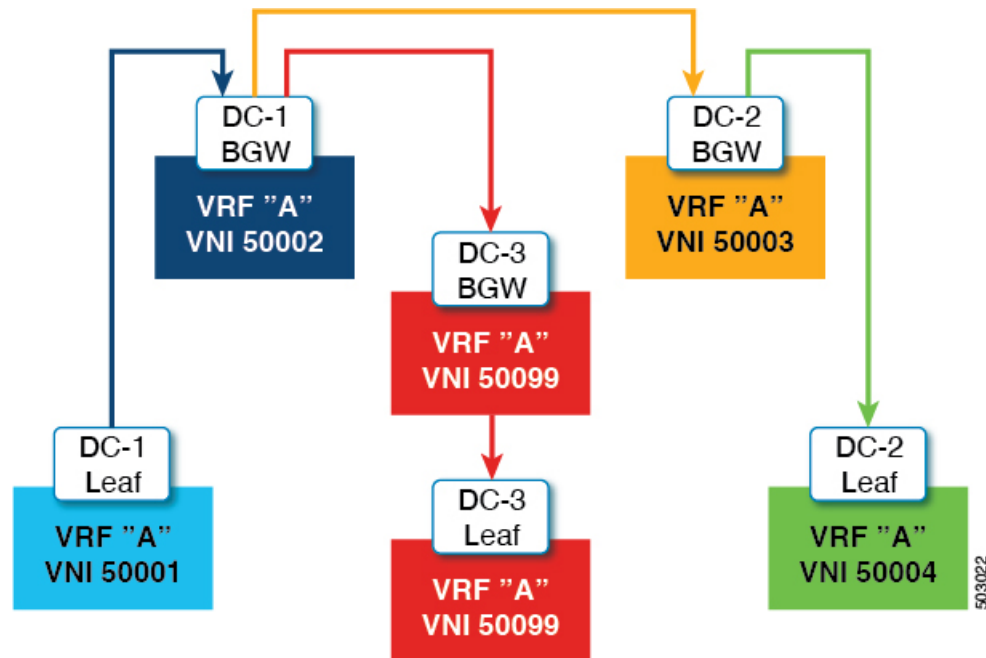 DC-1
BGW
VRF ”A”
VNI 50002
DC-2
BGW
VRF ”A”
VNI 50003
DC-3
BGW
VRF ”A”
VNI 50099
DC-1
Leaf
VRF ”A”
VNI 50001
DC-3
Leaf
VRF ”A”
VNI 50099
DC-2
Leaf
VRF ”A”
VNI 50004
503022